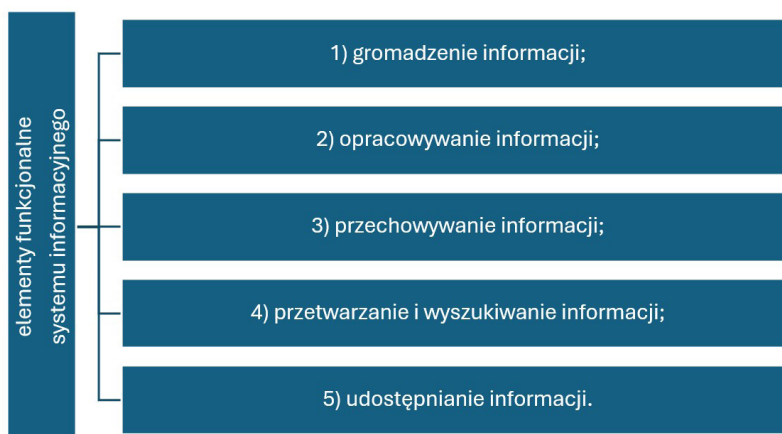 elementy funkcjonalne
systemu informacyjnego
1) gromadzenie informacji;
2) opracowywanie informacji;
3) przechowywanie informacji;
4) przetwarzanie i wyszukiwanie informacji;
5) udostępnianie informacji.